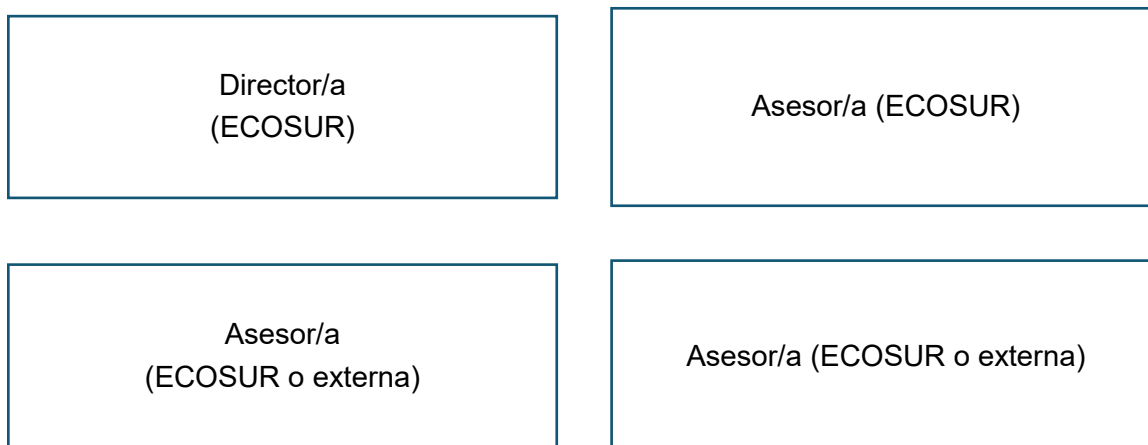 Director/a
(ECOSUR)
Asesor/a (ECOSUR)
Asesor/a
(ECOSUR o externa)
Asesor/a (ECOSUR o externa)